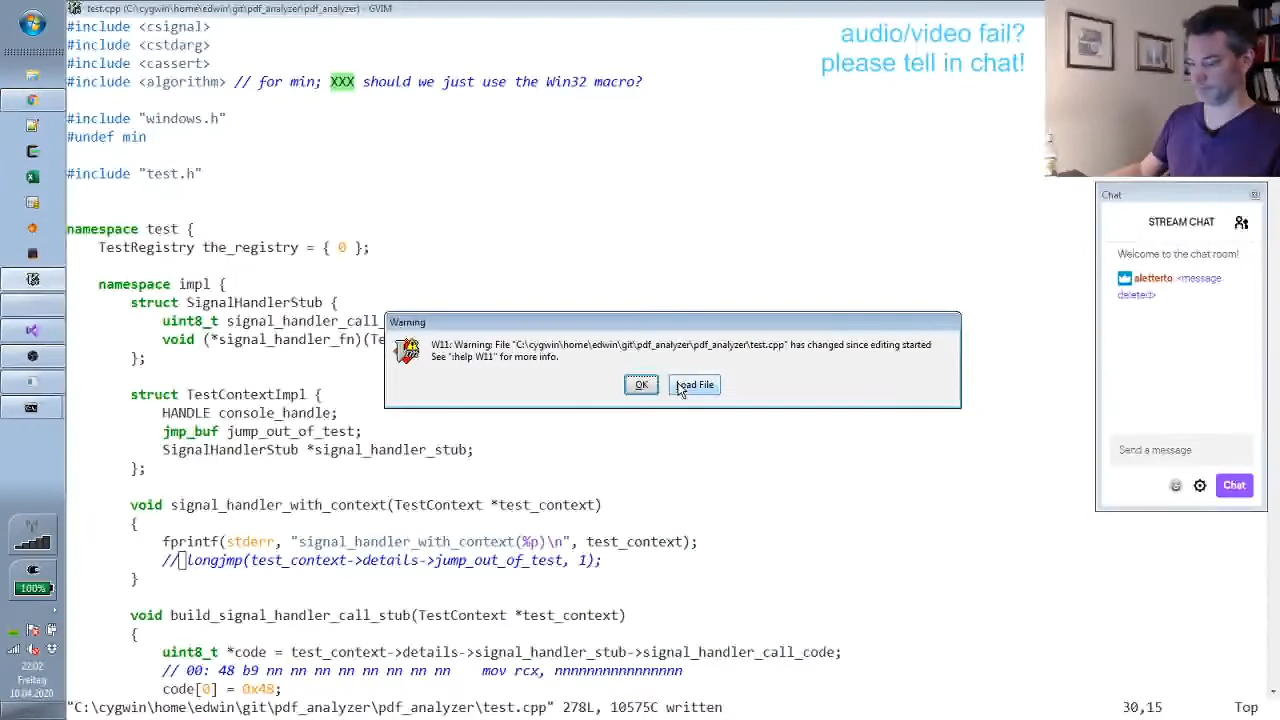 test.cpp (C:\cygwin\home\edwin\git\pdf_analyzer\pdf_analyzer) - GVIM
#include <csignal>
#include <cstdarg>
#include <cassert>
#include <algorithm> // for min; XXX should we just use the Win32 macro?
#include "windows.h"
#undef min
#include "test.h"
namespace test {
TestRegistry the_registry = { 0 };
namespace impl {
struct SignalHandlerStub {
uint8_t signal_handler_call_
void (*signal_handler_fn)(Te
};
struct TestContextImpl {
HANDLE console_handle;
jmp_buf jump_out_of_test;
SignalHandlerStub *signal_handler_stub;
};
void signal_handler_with_context(TestContext *test_context)
{
fprintf(stderr, "signal_handler_with_context(%p)\n", test_context);
//longjmp(test_context->details->jump_out_of_test, 1);
}
void build_signal_handler_call_stub(TestContext *test_context)
{
uint8_t *code = test_context->details->signal_handler_stub->signal_handler_call_code;
// 00: 48 b9 nn nn nn nn nn nn nn nn    mov rcx, nnnnnnnnnnnnnnnn
code[0] = 0x48;
"C:\cygwin\home\edwin\git\pdf_analyzer\pdf_analyzer\test.cpp" 278L, 10575C written
30,15
Top
Warning
W11: Warning: File "C:\cygwin\home\edwin\git\pdf_analyzer\pdf_analyzer\test.cpp" has changed since editing started
See ":help W11" for more info.
OK
Load File
audio/video fail?
please tell in chat!
Chat
STREAM CHAT
Welcome to the chat room!
aletterto <message
deleted>
Send a message
Chat
100%
22:02
Freitag
10.04.2020